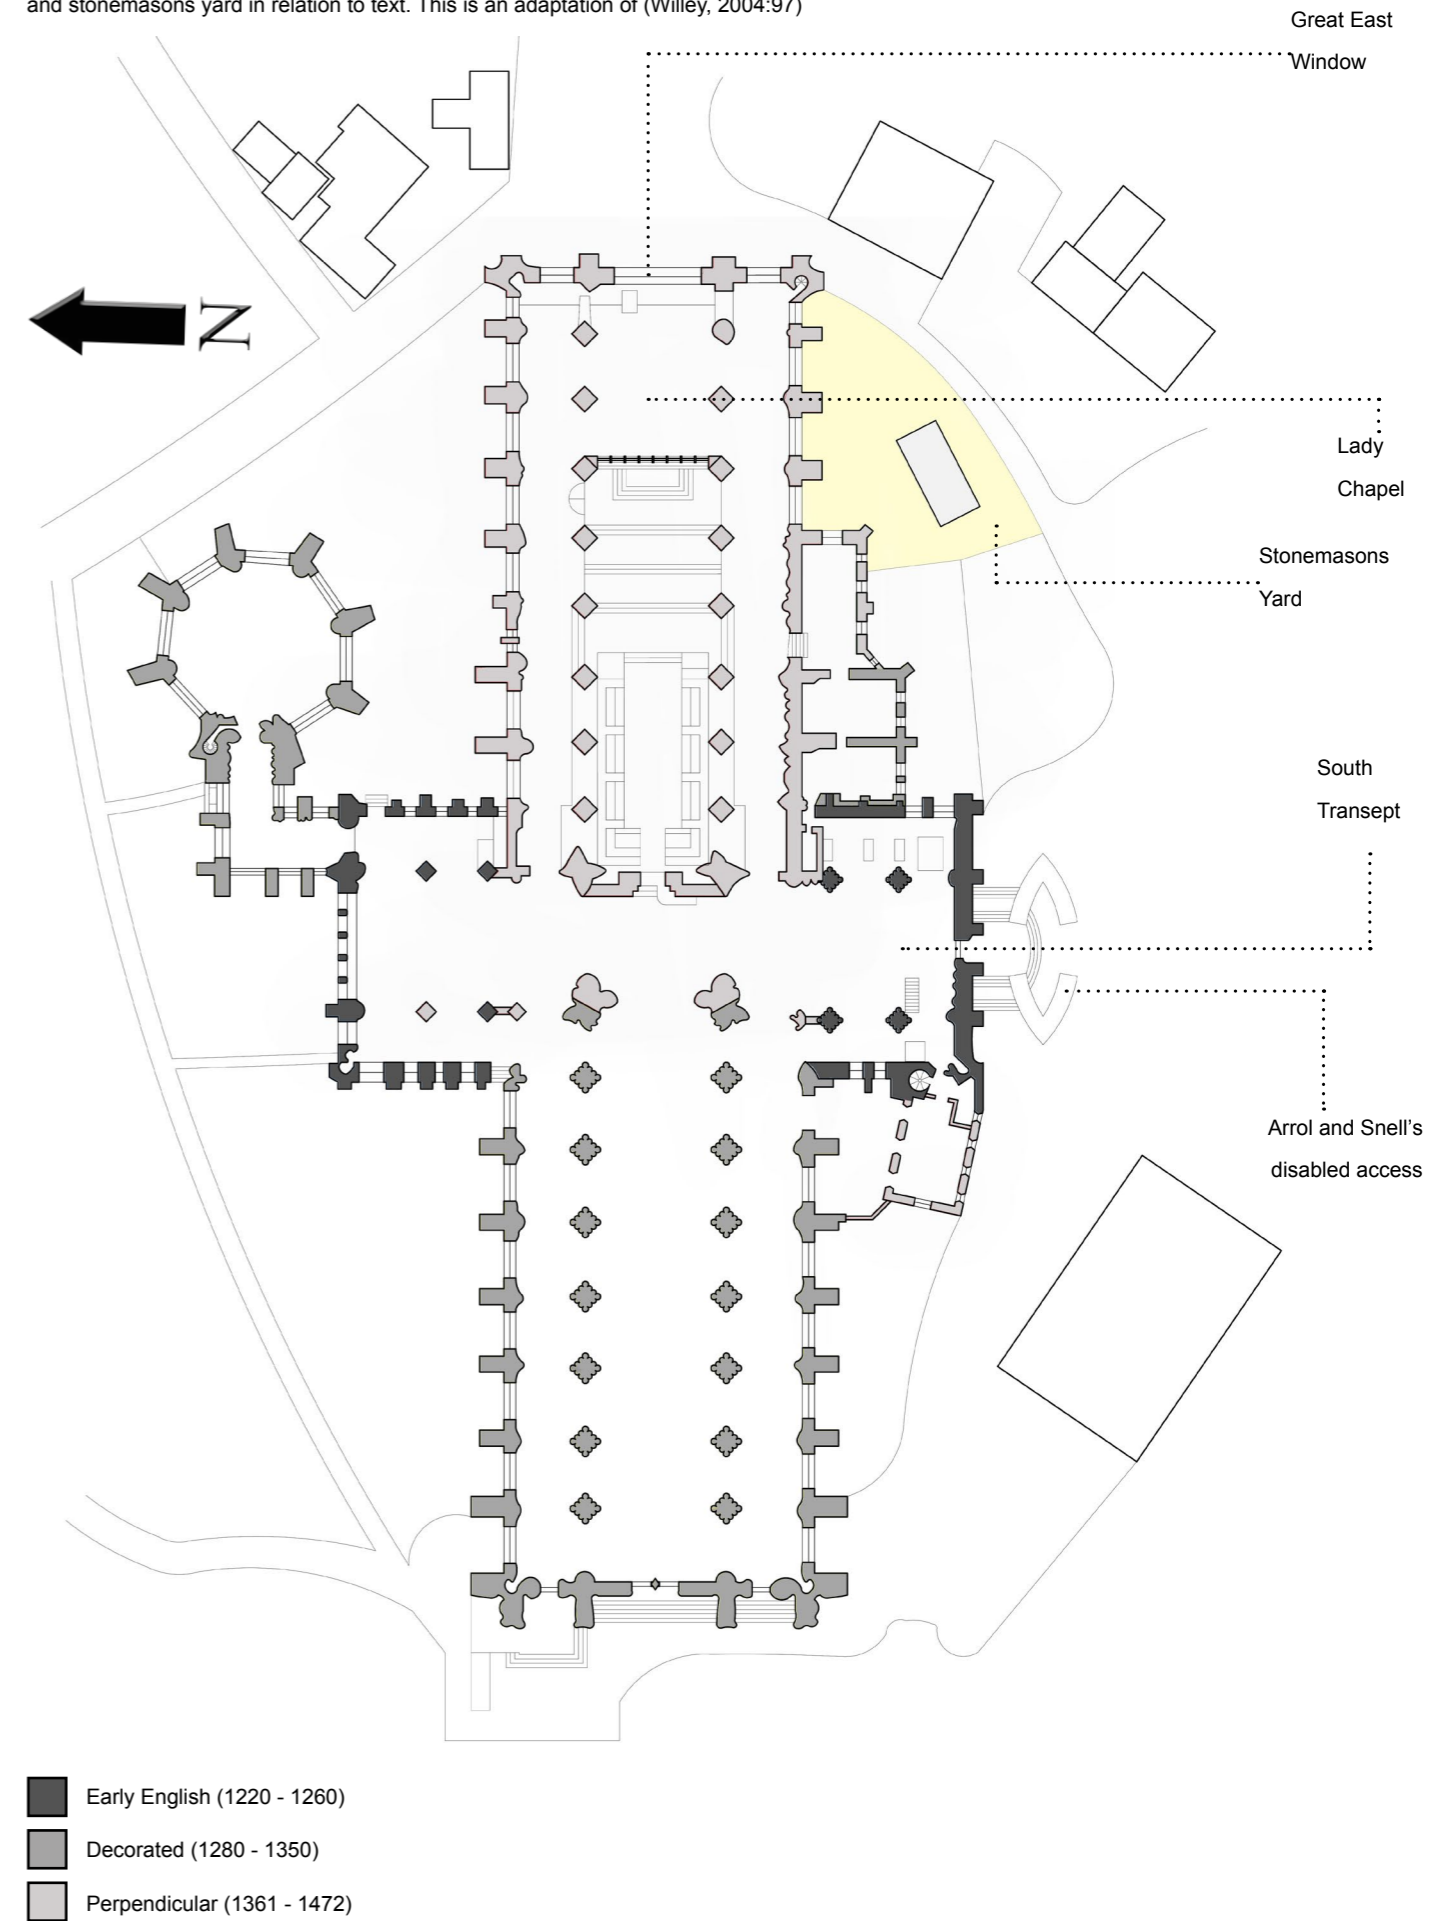 and stonemasons yard in relation to text. This is an adaptation of (Willey, 2004:97)
Great East
Window
N
Lady
Chapel
Stonemasons
Yard
South
Transept
Arrol and Snell’s
disabled access
Early English (1220 - 1260)
Decorated (1280 - 1350)
Perpendicular (1361 - 1472)